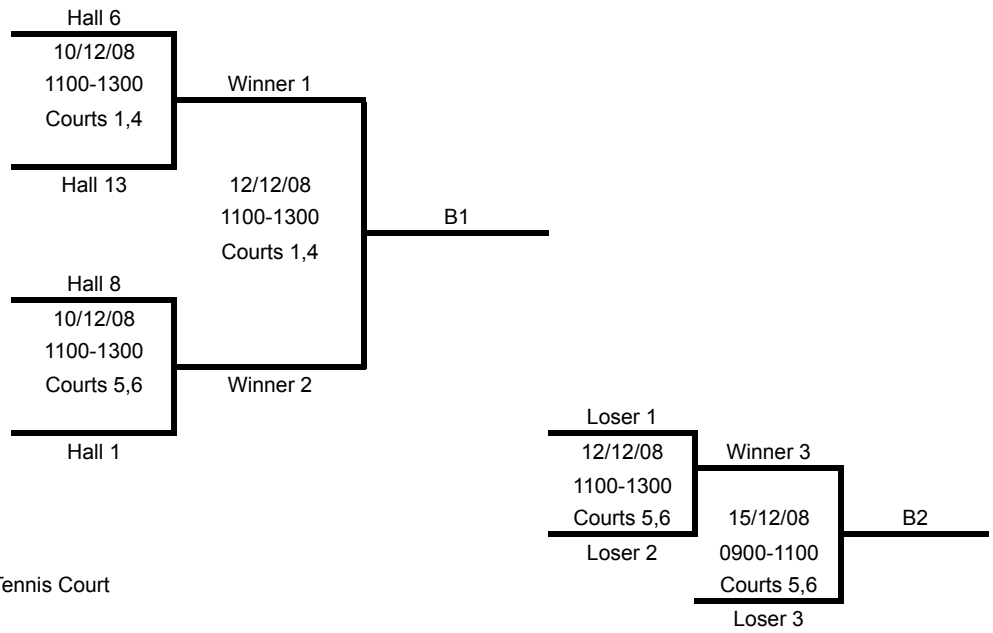 Hall 6
10/12/08
1100-1300
Courts 1,4
Hall 13
Winner 1
12/12/08
1100-1300
Courts 1,4
B1
Hall 8
10/12/08
1100-1300
Courts 5,6
Hall 1
Winner 2
Loser 1
12/12/08
1100-1300
Courts 5,6
Loser 2
Winner 3
15/12/08
0900-1100
Courts 5,6
Loser 3
B2
Tennis Court